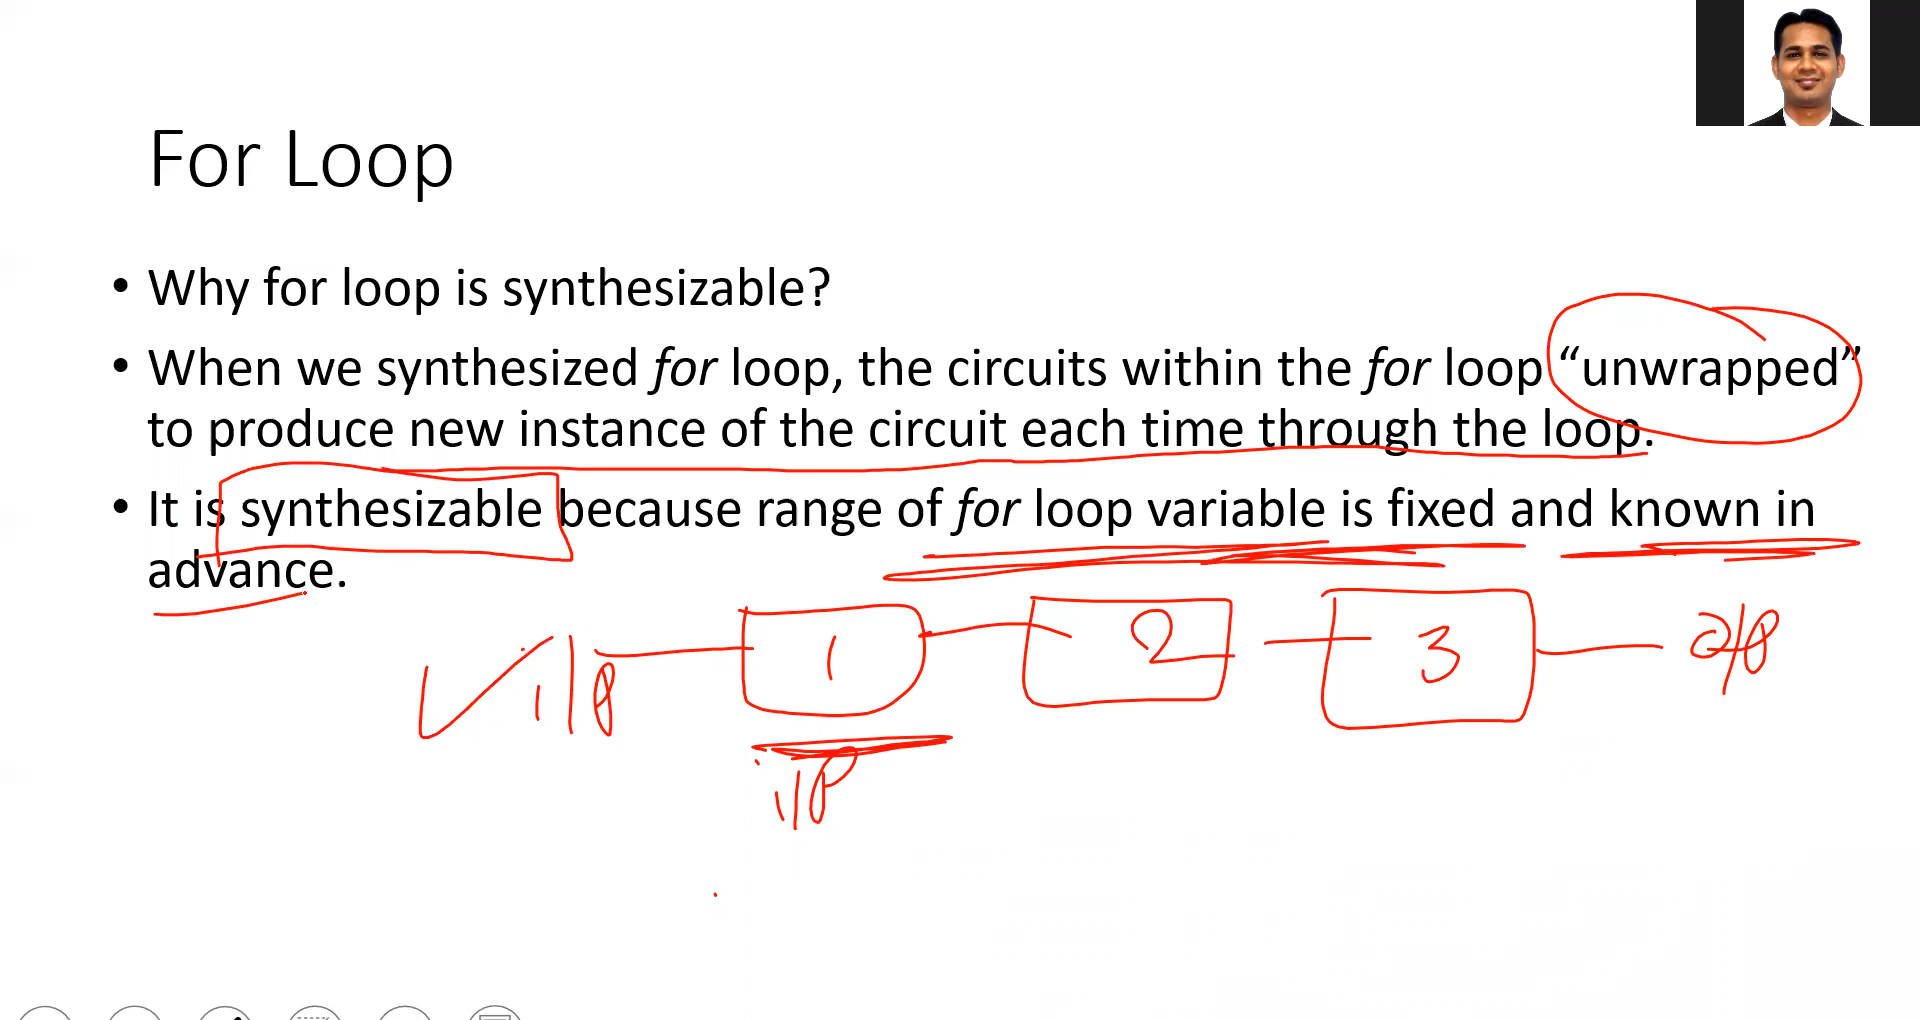 For Loop
• Why for loop is synthesizable?
• When we synthesized for loop, the circuits within the for loop “unwrapped”
to produce new instance of the circuit each time through the loop.
• It is synthesizable because range of for loop variable is fixed and known in
advance.
i/p 1 2 3 o/p
i/p